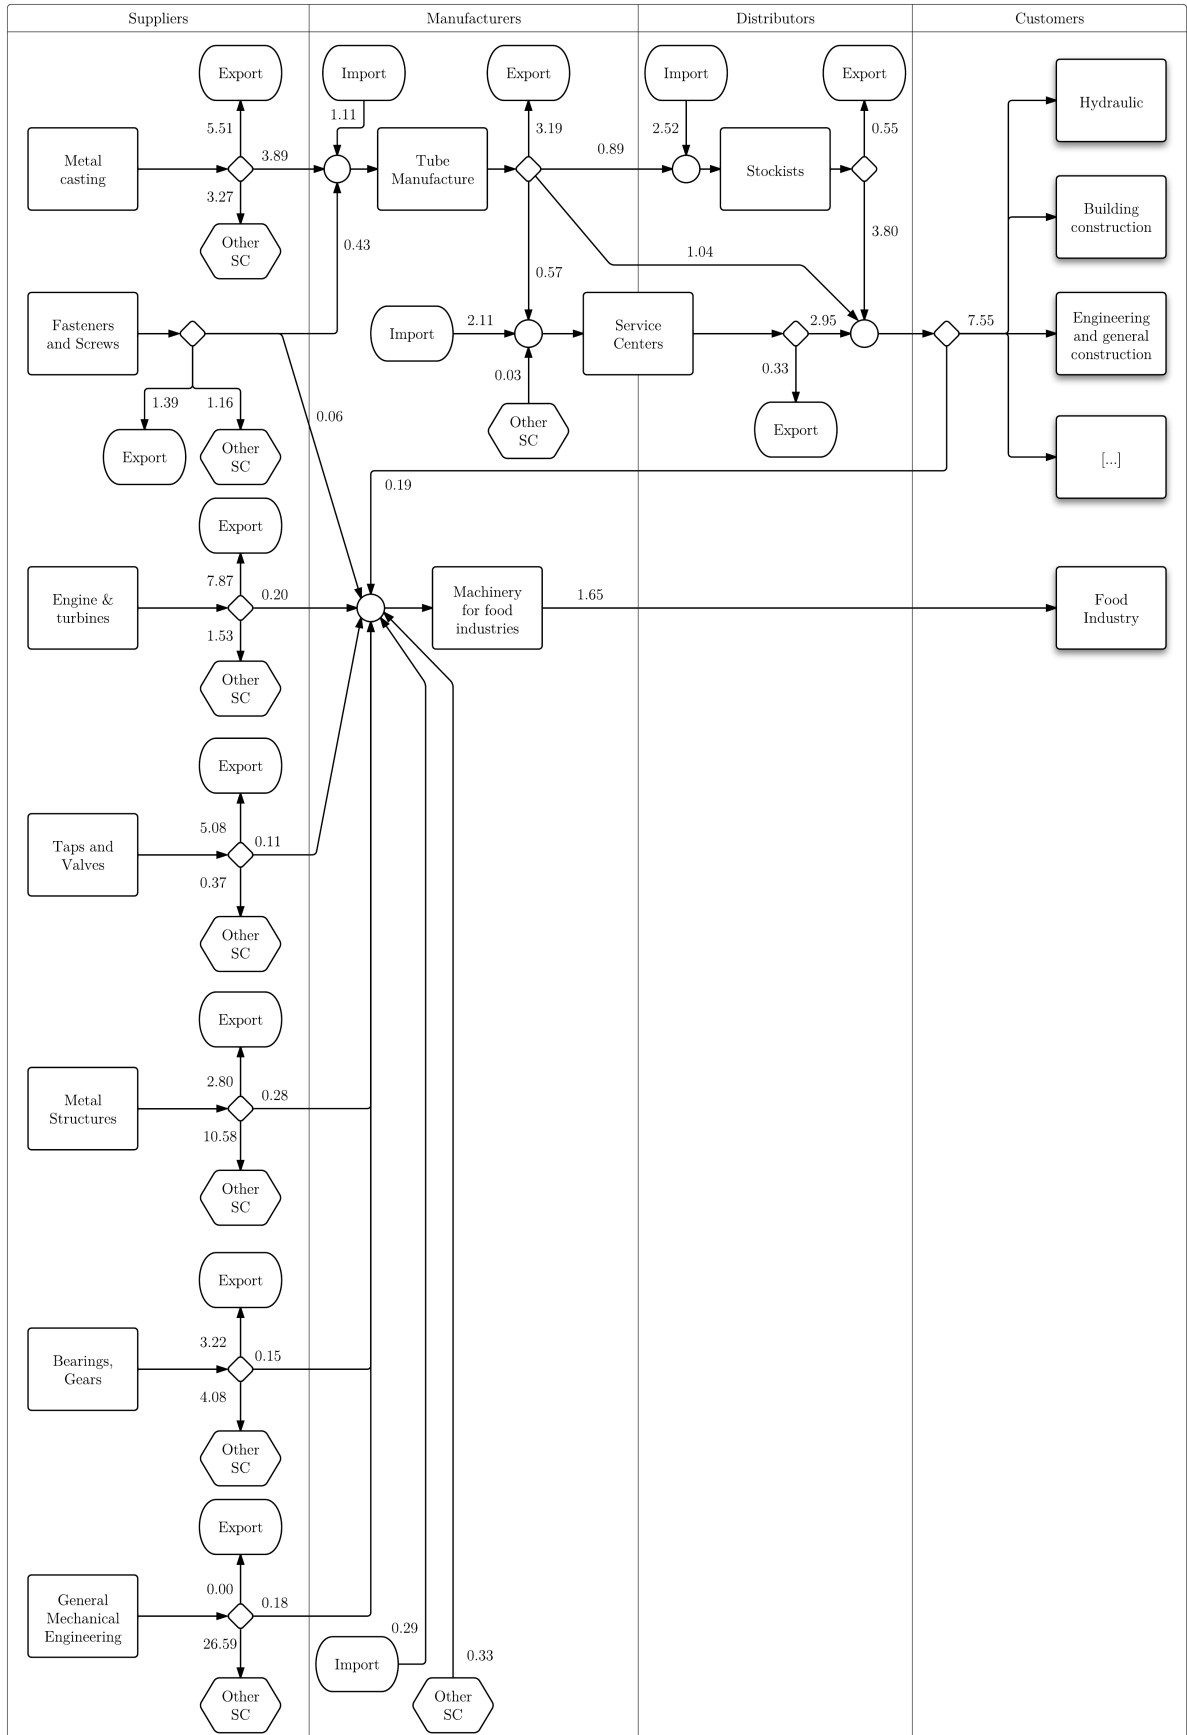 Suppliers
Manufacturers
Distributors
Customers
Export
Import
Export
Import
Export
Hydraulic
5.51
1.11
3.19
2.52
0.55
Metal
casting
3.89
Tube
Manufacture
0.89
Stockists
3.27
Other
SC
Building
construction
0.43
3.80
1.04
0.57
Fasteners
and Screws
Import
2.11
Service
Centers
2.95
7.55
Engineering
and general
construction
0.03
0.33
1.39
1.16
0.06
Export
Other
SC
Other
SC
Export
[...]
0.19
Export
7.87
Engine &
turbines
0.20
Machinery
for food
industries
1.65
Food
Industry
1.53
Other
SC
Export
5.08
0.11
Taps and
Valves
0.37
Other
SC
Export
2.80
0.28
Metal
Structures
10.58
Other
SC
Export
3.22
0.15
Bearings,
Gears
4.08
Other
SC
Export
0.00
0.18
General
Mechanical
Engineering
26.59
0.29
Import
0.33
Other
SC
Other
SC